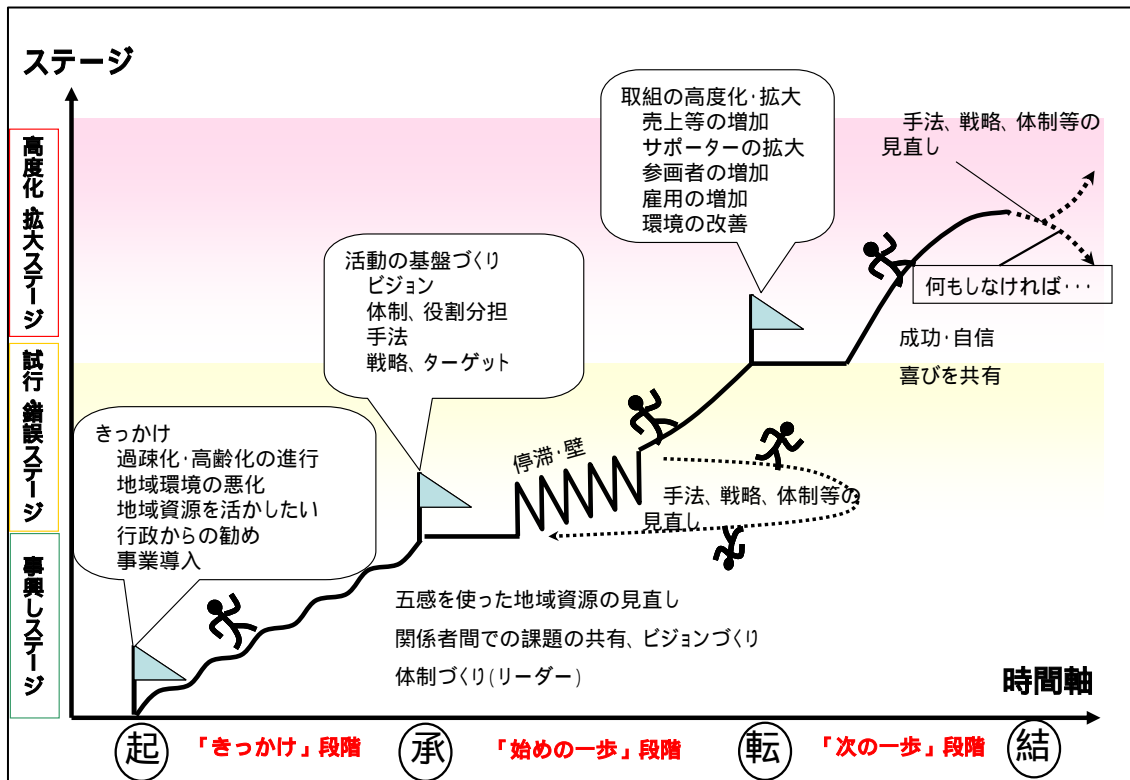 ステージ
高度化・拡大ステージ
試行・錯誤ステージ
事興しステージ
取組の高度化・拡大
売上等の増加
サポーターの拡大
参画者の増加
雇用の増加
環境の改善
手法、戦略、体制等の
見直し
何もしなければ・・・
成功・自信
喜びを共有
活動の基盤づくり
ビジョン
体制、役割分担
手法
戦略、ターゲット
きっかけ
過疎化・高齢化の進行
地域環境の悪化
地域資源を活かしたい
行政からの勧め
事業導入
停滞・壁
手法、戦略、体制等の
見直し
五感を使った地域資源の見直し
関係者間での課題の共有、ビジョンづくり
体制づくり(リーダー)
時間軸
起 「きっかけ」段階 承 「始めの一歩」段階 転 「次の一歩」段階 結